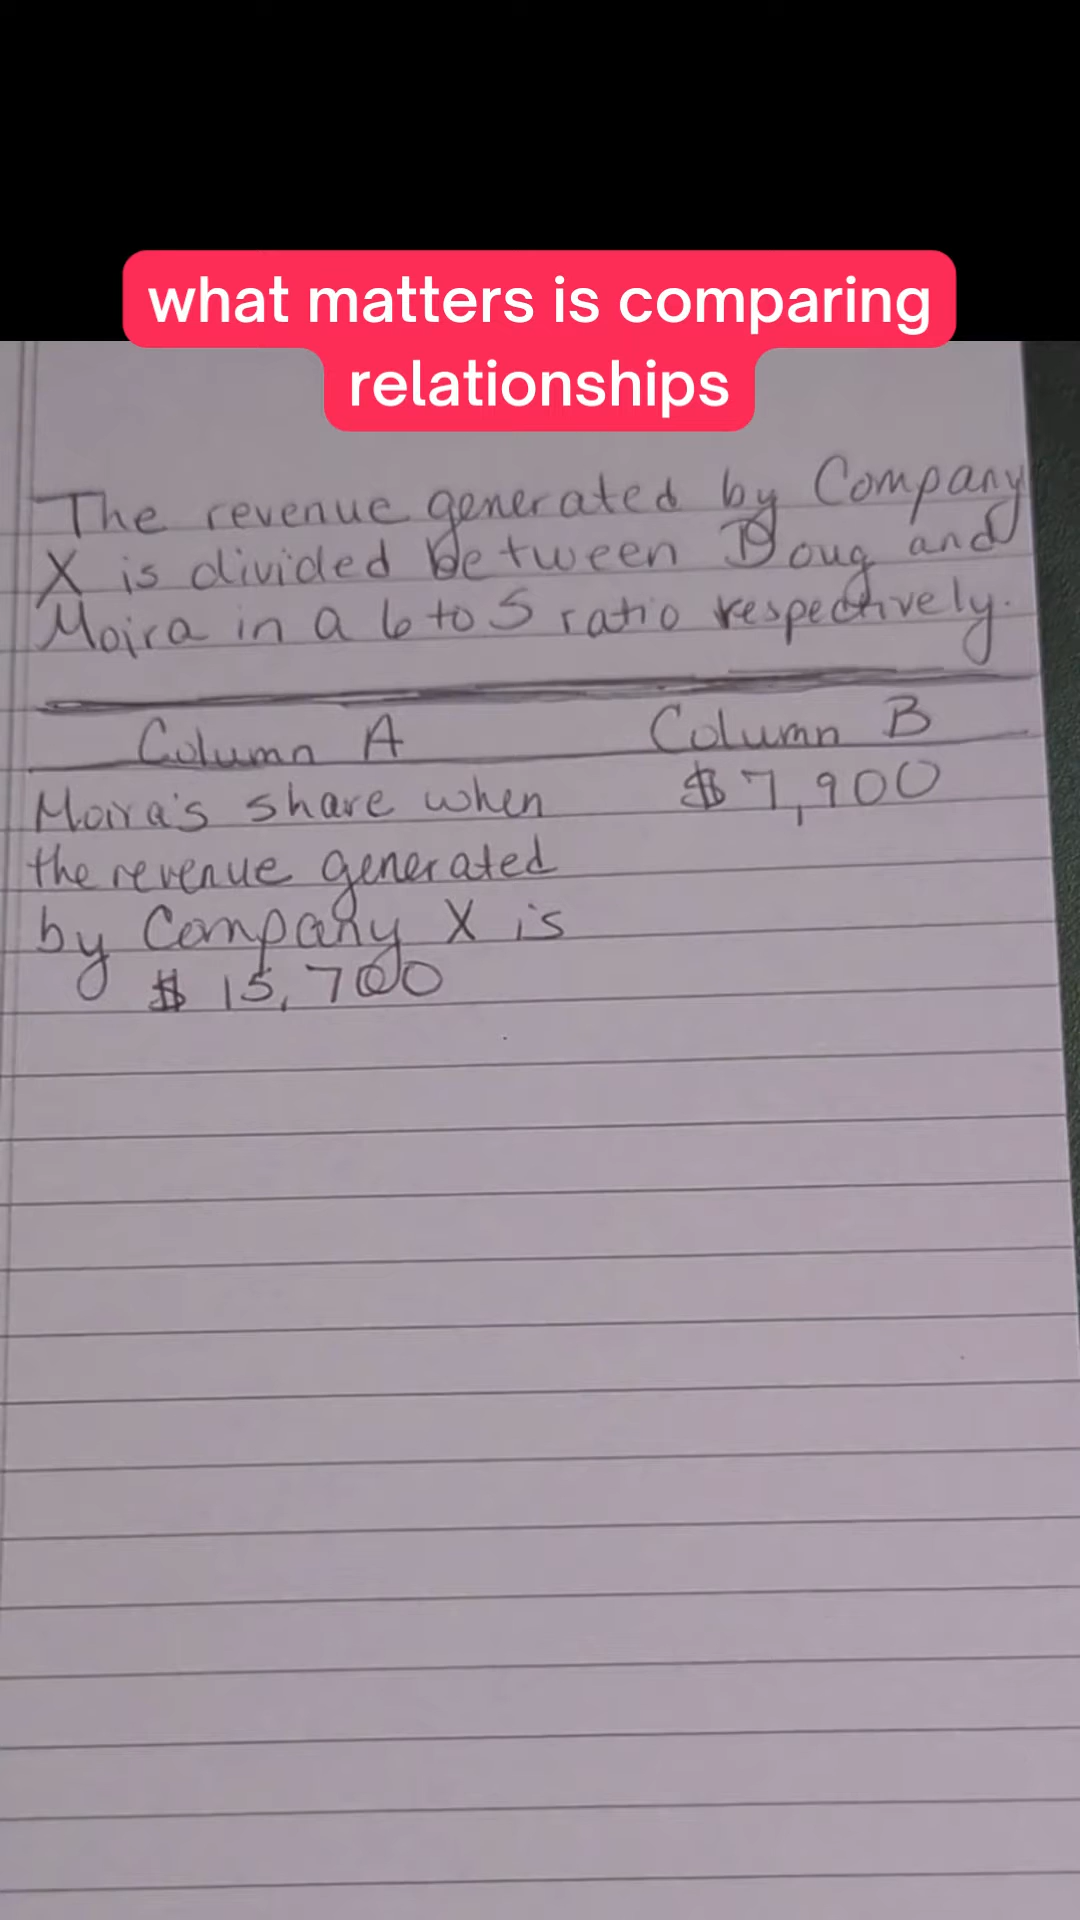 what matters is comparing
relationships
The revenue generated by Company
X is divided between Doug and
Moira in a 6 to 5 ratio respectively.
Column A Column B
Moira's share when $7,900
the revenue generated
by Company X is
$ 15,700